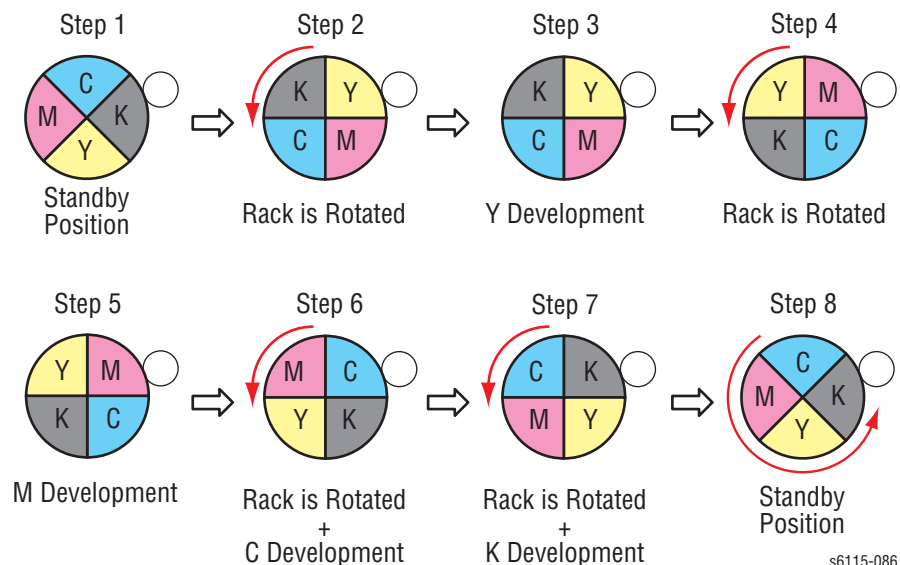 Step 1
Step 2
Step 3
Step 4
C
M
K
Y
Standby
Position
K
Y
C
M
Rack is Rotated
K
Y
C
M
Y Development
Y
M
K
C
Rack is Rotated
Step 5
Step 6
Step 7
Step 8
Y
M
K
C
M Development
M
C
Y
K
Rack is Rotated
+
C Development
C
K
M
Y
Rack is Rotated
+
K Development
C
M
K
Y
Standby
Position
s6115-086